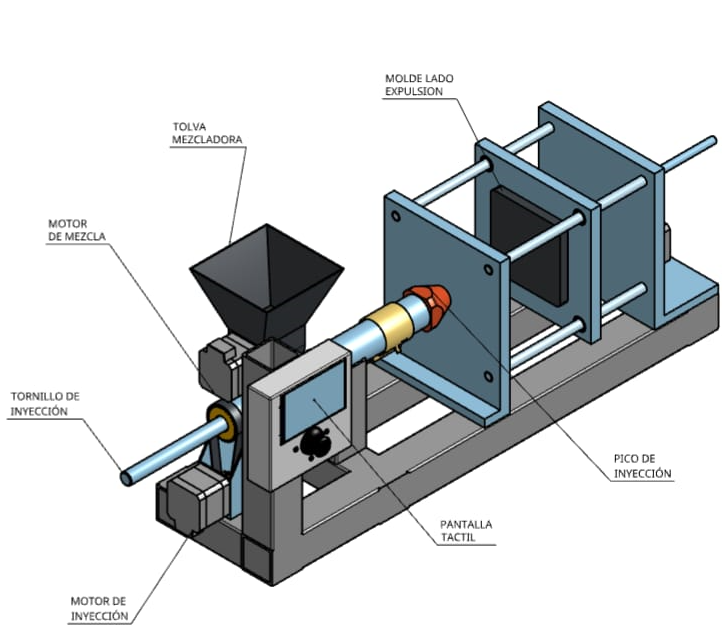 MOLDE LADO
EXPULSION
TOLVA
MEZCLADORA
MOTOR
DE MEZCLA
TORNILLO DE
INYECCIÓN
PICO DE
INYECCIÓN
PANTALLA
TACTIL
MOTOR DE
INYECCIÓN